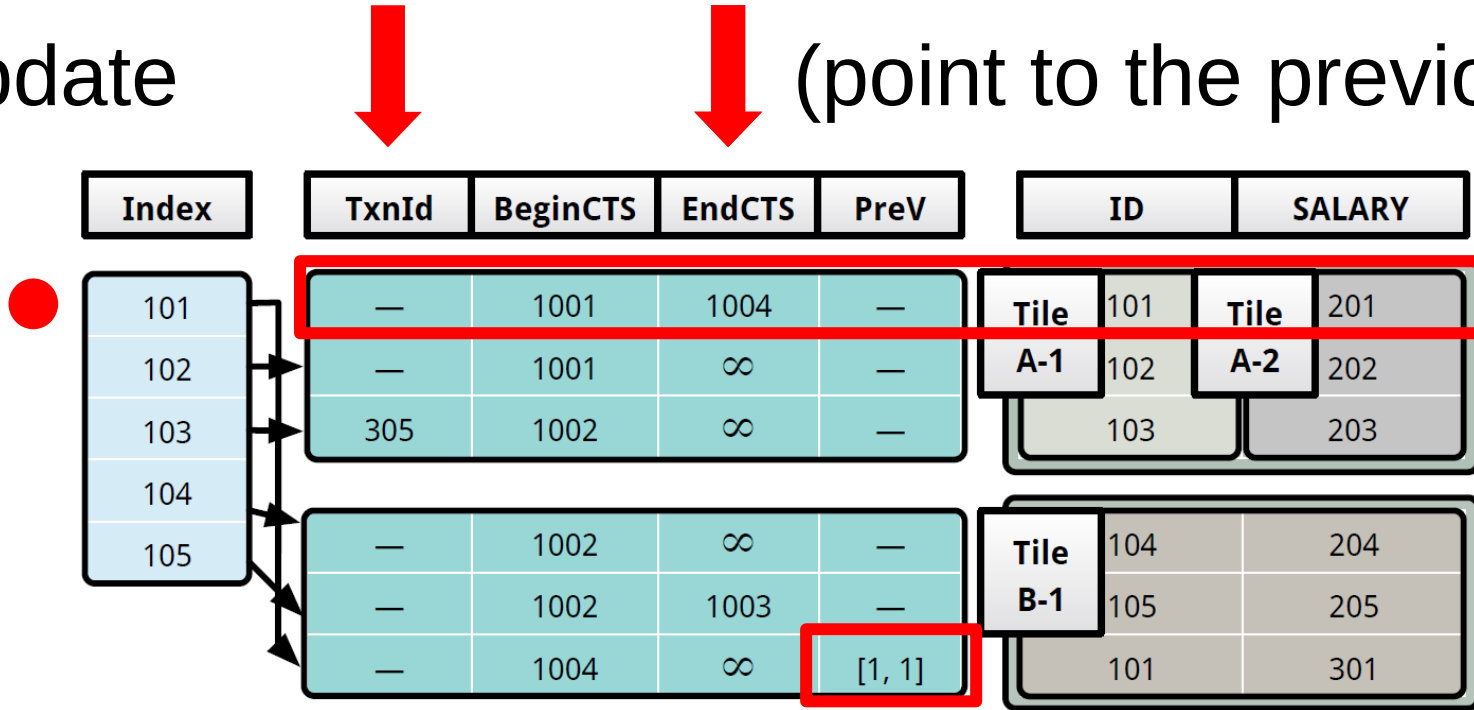 pdate (point to the previo
Index TxnId BeginCTS EndCTS PreV ID SALARY
101 — 1001 1004 — Tile A-1 101 Tile A-2 201
102 — 1001 ∞ — 102 202
103 305 1002 ∞ — 103 203
104 — 1002 ∞ — Tile B-1 104 204
105 — 1002 1003 — 105 205
— 1004 ∞ [1, 1] 101 301